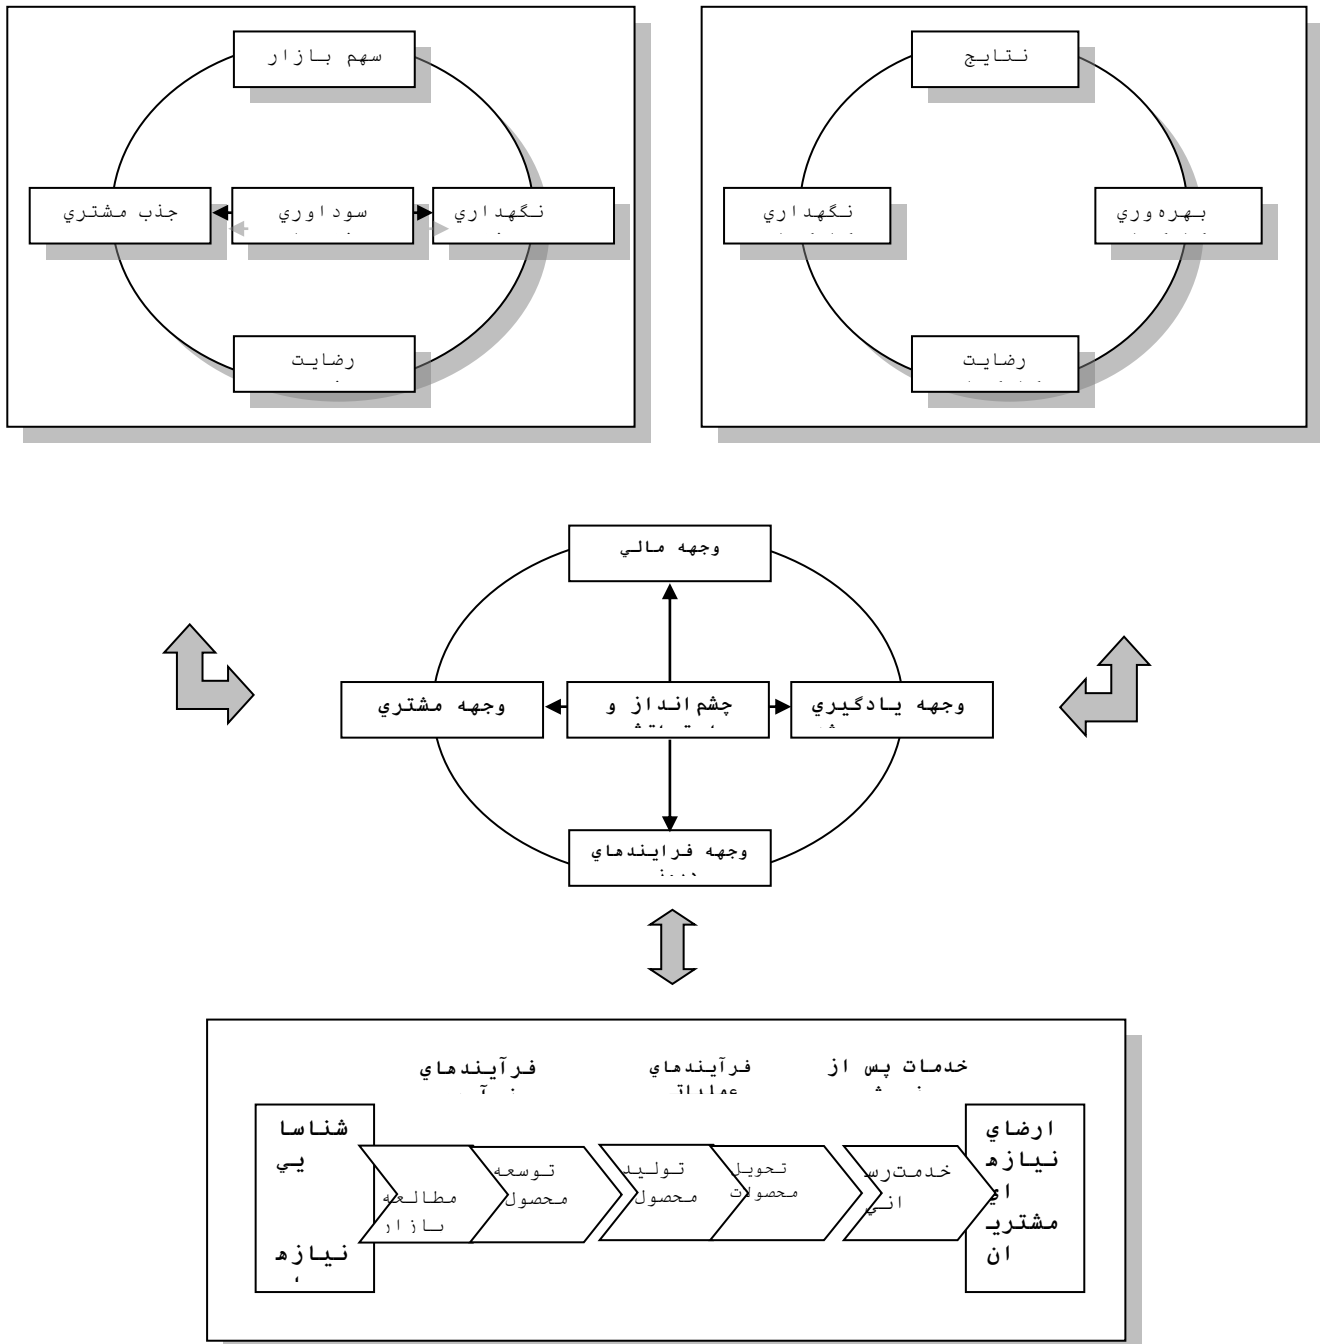 سهم بازار
جذب مشتري
سوداوري
نگهداري
رضايت
نتايج
نگهداري
بهره‌وري
رضايت
وجهه مالي
وجهه مشتري
چشم‌انداز و
وجهه يادگيري
وجهه فرايندهاي
فرآيندهاي
فرآيندهاي
خدمات پس از
شناسا
يي
نيازه
مطالعه
بازار
توسعه
محصول
توليد
محصول
تحويل
محصولات
خدمت‌رس
اني
ارضاي
نيازه
اي
مشتري
ان